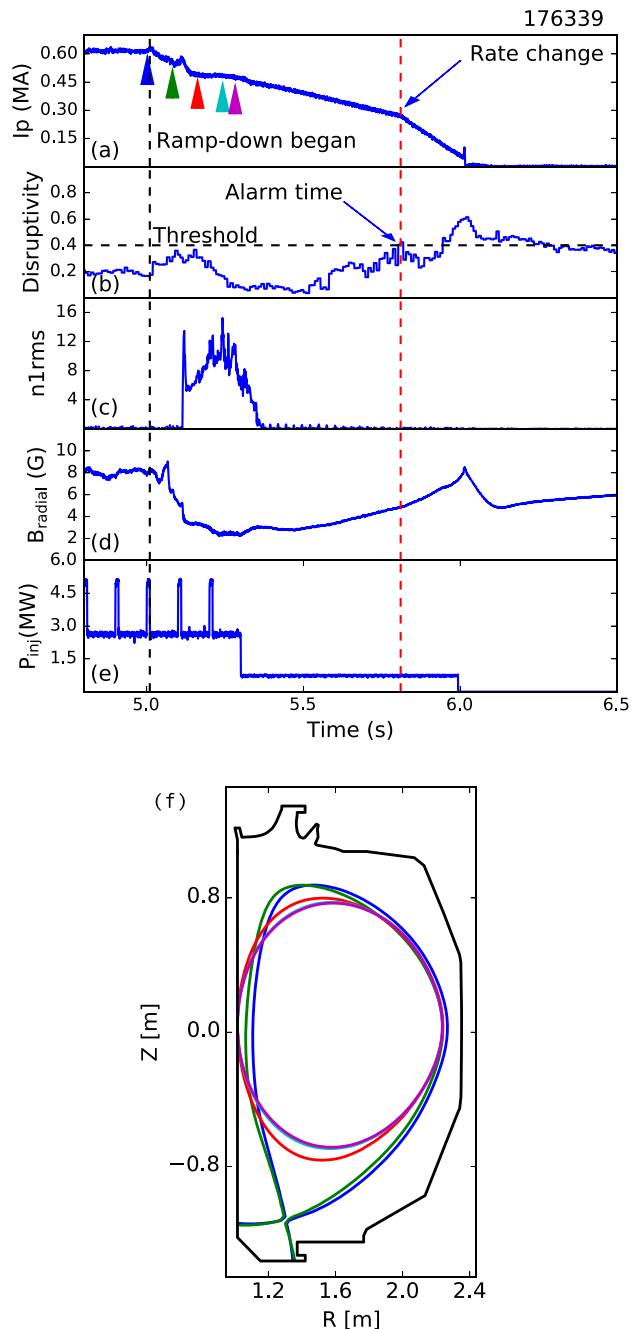 176339
0.60
0.45
0.30
0.15
Ip (MA)
Rate change
Ramp-down began
(a)
0.8
0.6
0.4
0.2
Disruptivity
Alarm time
Threshold
(b)
16
12
8
4
n1rms
(c)
10
8
6
4
2
B_radial (G)
(d)
6.0
4.5
3.0
1.5
P_inj(MW)
(e)
5.0 5.5 6.0 6.5
Time (s)
(f)
0.8
0.0
−0.8
Z [m]
1.2 1.6 2.0 2.4
R [m]